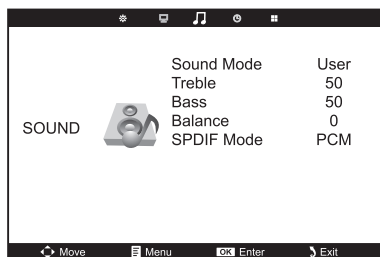 Sound Mode User
Treble 50
Bass 50
Balance 0
SPDIF Mode PCM
SOUND
Move Menu OK Enter Exit